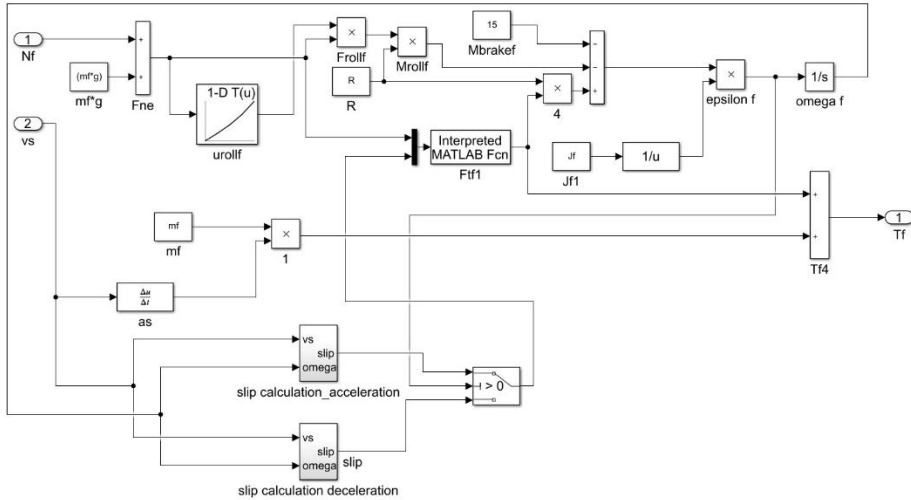 1
Nf
(mf*g)
mf*g
+
+
Fne
2
vs
1-D T(u)
urollf
×
Frollf
×
Mrollf
R
R
15
Mbrakef
−
−
+
×
4
×
epsilon f
1/s
omega f
Interpreted
MATLAB Fcn
Ftf1
Jf
Jf1
1/u
mf
mf
×
1
+
+
Tf4
1
Tf
Δu
Δt
as
vs
slip
omega
slip calculation_acceleration
> 0
vs
slip
omega
slip
slip calculation deceleration